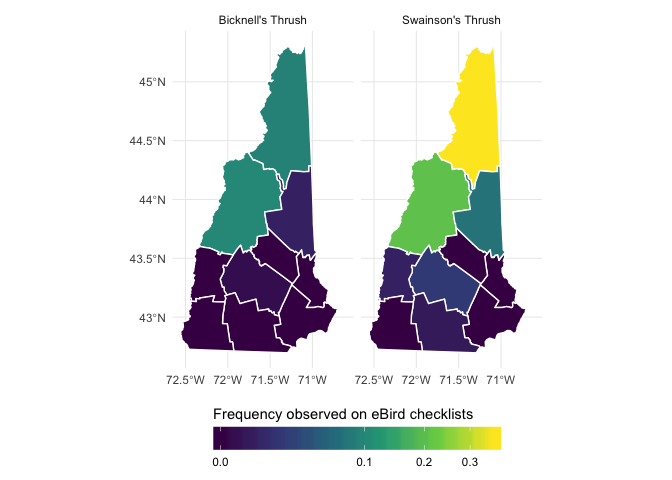 Bicknell's Thrush
Swainson's Thrush
45°N
44.5°N
44°N
43.5°N
43°N
72.5°W 72°W 71.5°W 71°W
72.5°W 72°W 71.5°W 71°W
Frequency observed on eBird checklists
0.0 0.1 0.2 0.3